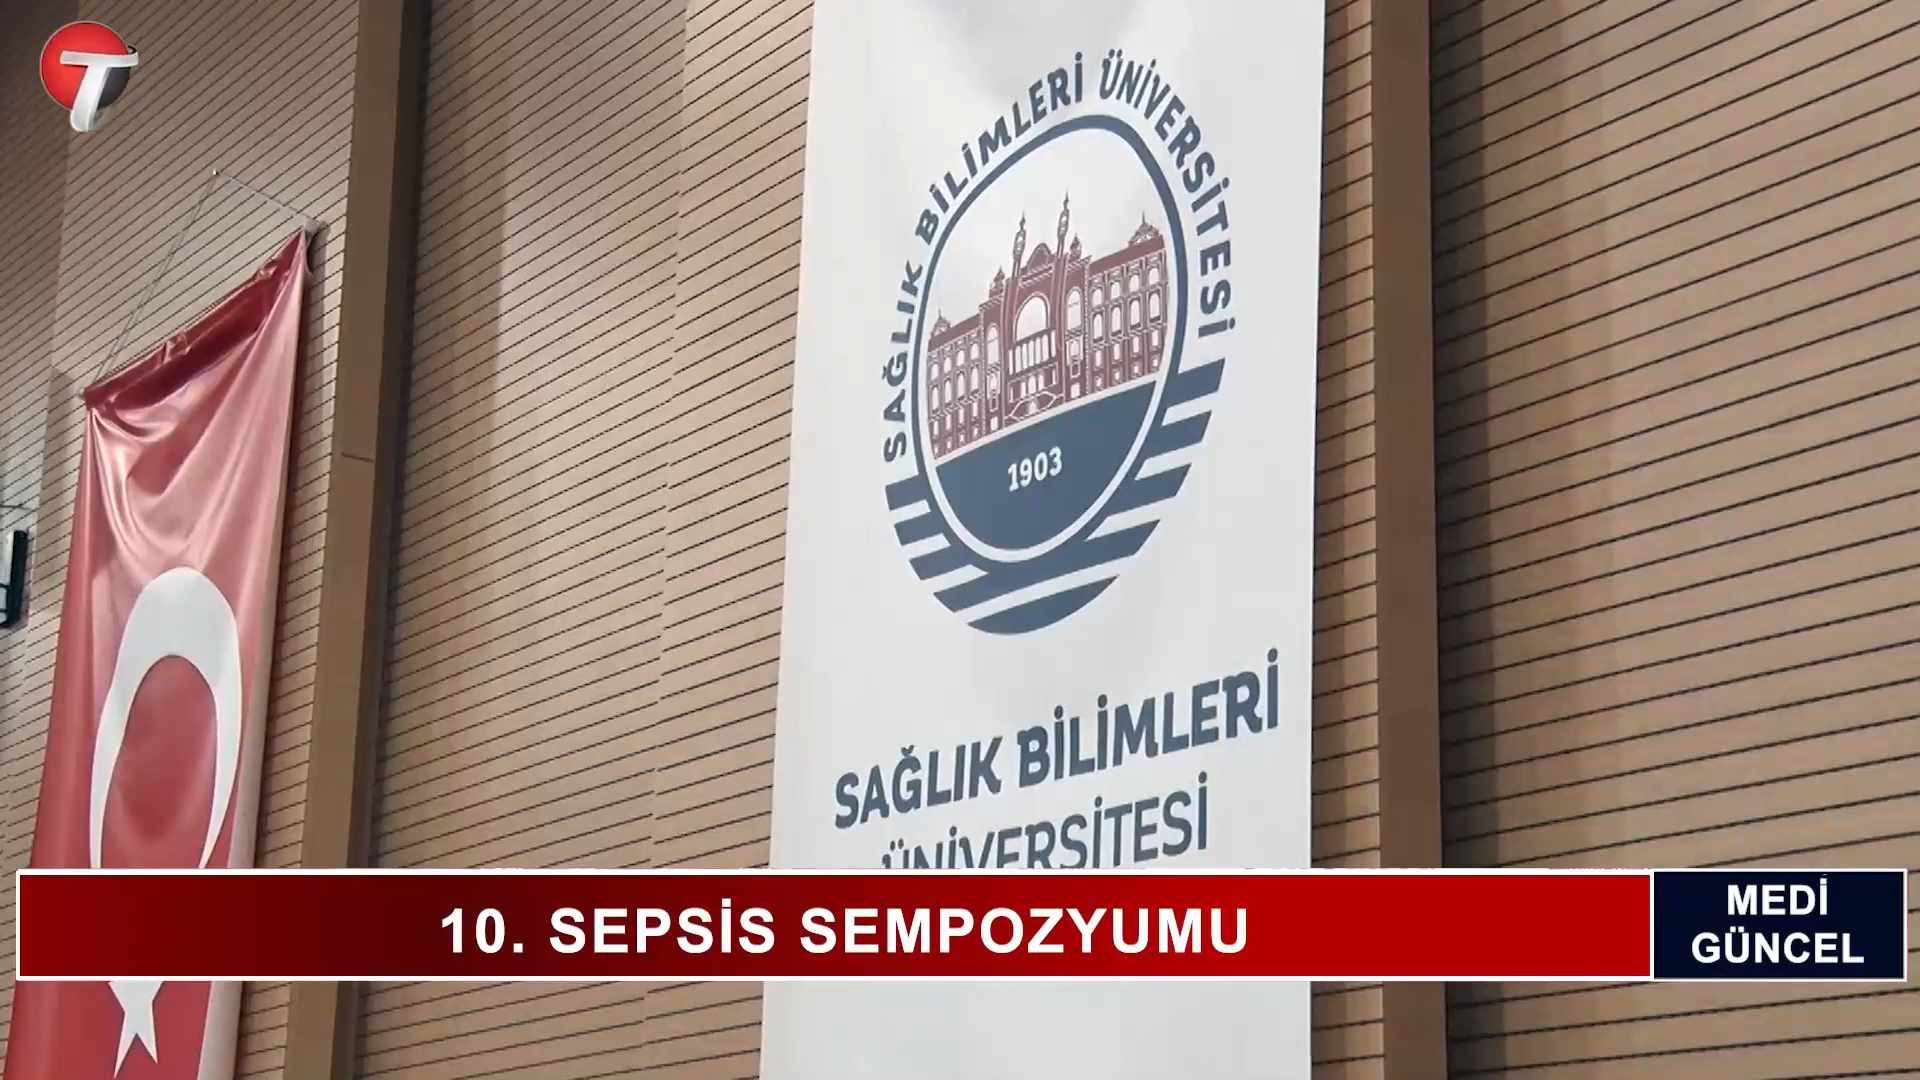 T
SAĞLIK BİLİMLERİ ÜNİVERSİTESİ
1903
SAĞLIK BİLİMLERİ
ÜNİVERSİTESİ
10. SEPSİS SEMPOZYUMU
MEDİ
GÜNCEL